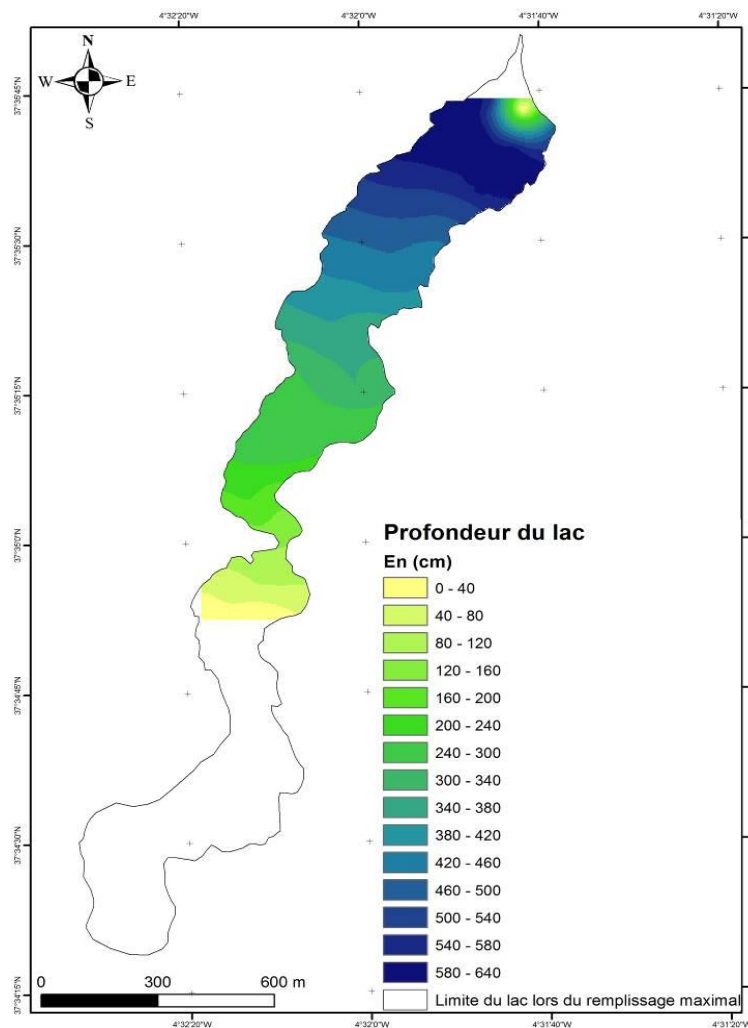 4°32'20"W 4°32'0"W 4°31'40"W 4°31'20"W
N
W E
S
37°35'45"N
37°35'30"N
37°35'15"N
37°35'0"N
37°34'45"N
37°34'30"N
37°34'15"N
Profondeur du lac
En (cm)
0 - 40
40 - 80
80 - 120
120 - 160
160 - 200
200 - 240
240 - 300
300 - 340
340 - 380
380 - 420
420 - 460
460 - 500
500 - 540
540 - 580
580 - 640
Limite du lac lors du remplissage maximal
0 300 600 m
4°32'20"W 4°32'0"W 4°31'40"W 4°31'20"W